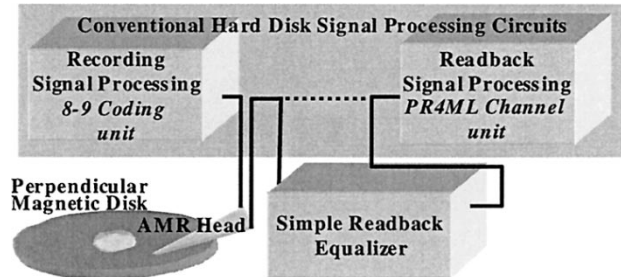 Conventional Hard Disk Signal Processing Circuits
Recording
Signal Processing
8-9 Coding
unit
Readback
Signal Processing
PR4ML Channel
unit
Perpendicular
Magnetic Disk
AMR Head
Simple Readback
Equalizer